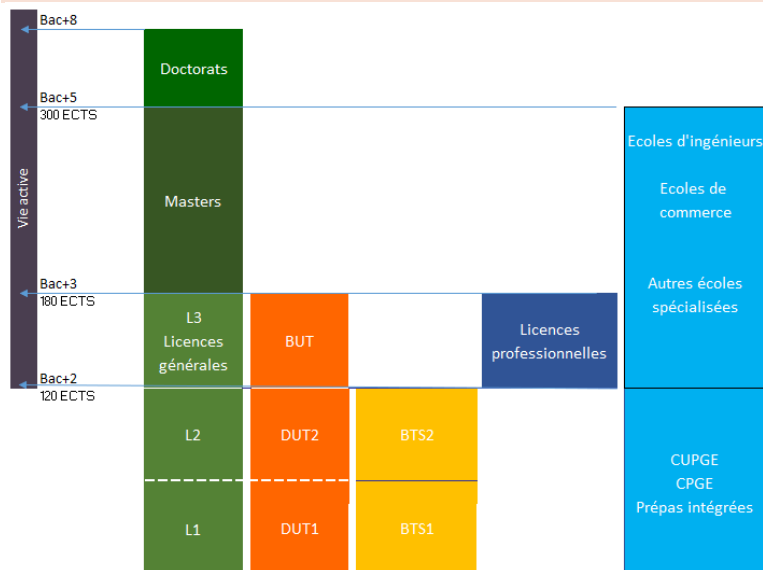 Bac+8
Doctorats
Bac+5
300 ECTS
Ecoles d'ingénieurs
Ecoles de
commerce
Masters
Vie active
Autres écoles
spécialisées
Bac+3
180 ECTS
L3
Licences
générales
BUT
Licences
professionnelles
Bac+2
120 ECTS
L2
DUT2
BTS2
CUPGE
CPGE
Prépas intégrées
L1
DUT1
BTS1